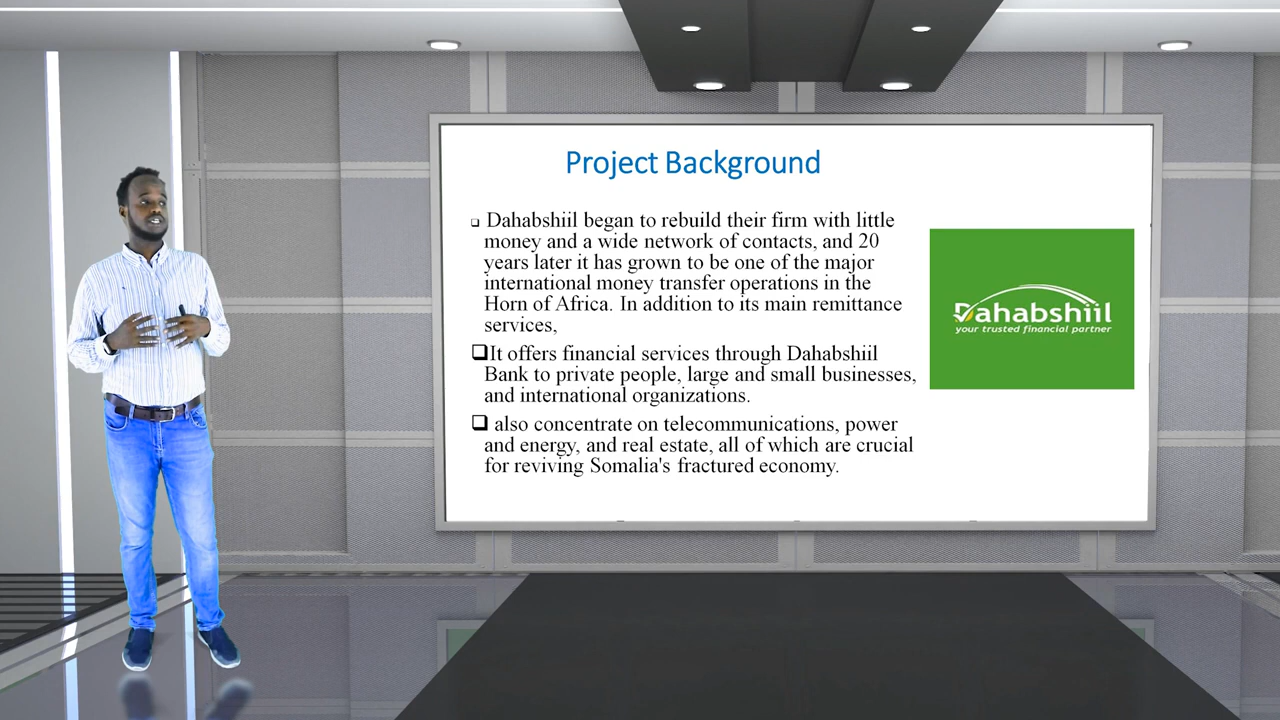 Project Background
❑ Dahabshiil began to rebuild their firm with little
money and a wide network of contacts, and 20
years later it has grown to be one of the major
international money transfer operations in the
Horn of Africa. In addition to its main remittance
services,
❑It offers financial services through Dahabshiil
Bank to private people, large and small businesses,
and international organizations.
❑ also concentrate on telecommunications, power
and energy, and real estate, all of which are crucial
for reviving Somalia's fractured economy.
Dahabshiil
your trusted financial partner